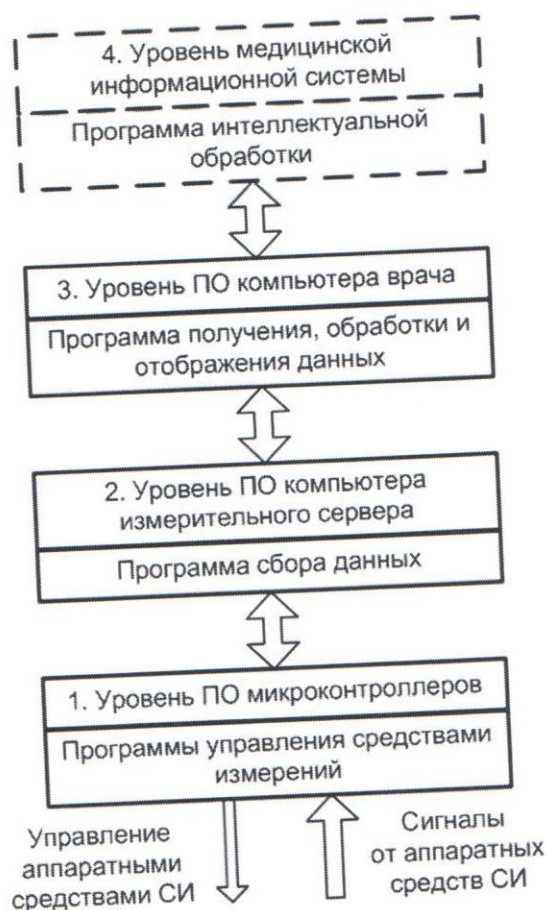 4. Уровень медицинской
информационной системы
Программа интеллектуальной
обработки
3. Уровень ПО компьютера врача
Программа получения, обработки и
отображения данных
2. Уровень ПО компьютера
измерительного сервера
Программа сбора данных
1. Уровень ПО микроконтроллеров
Программы управления средствами
измерений
Управление
аппаратными
средствами СИ
Сигналы
от аппаратных
средств СИ